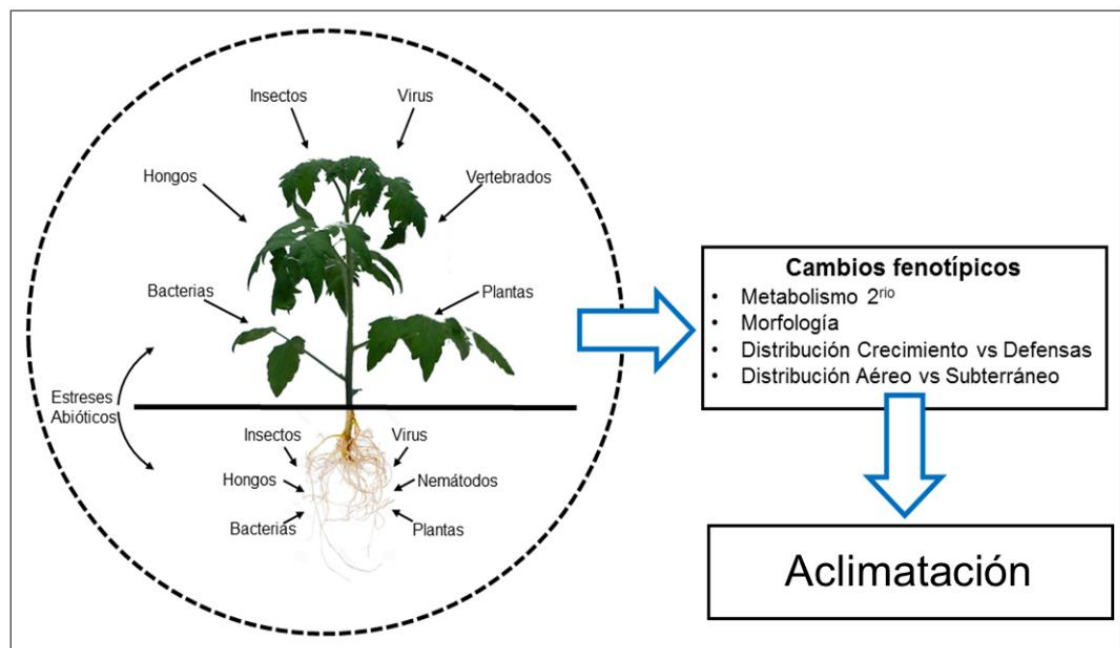 Insectos
Virus
Hongos
Vertebrados
Bacterias
Plantas
Estreses
Abióticos
Insectos
Virus
Hongos
Nemátodos
Bacterias
Plantas
Cambios fenotípicos
• Metabolismo 2rio
• Morfología
• Distribución Crecimiento vs Defensas
• Distribución Aéreo vs Subterráneo
Aclimatación